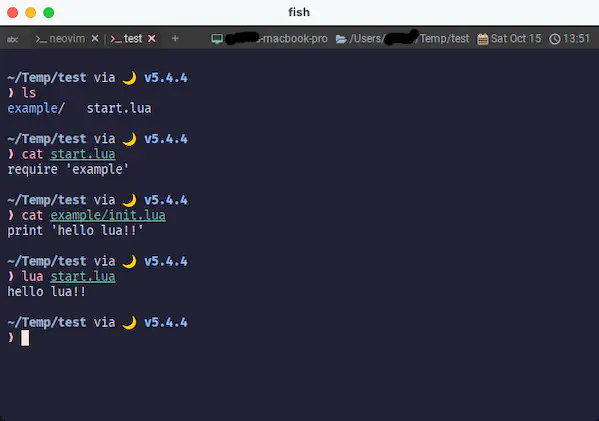 fish
abc
neovim
test
-macbook-pro /Users/ /Temp/test Sat Oct 15 13:51
~/Temp/test via 🌙 v5.4.4
❱ ls
example/ start.lua
~/Temp/test via 🌙 v5.4.4
❱ cat start.lua
require 'example'
~/Temp/test via 🌙 v5.4.4
❱ cat example/init.lua
print 'hello lua!!'
~/Temp/test via 🌙 v5.4.4
❱ lua start.lua
hello lua!!
~/Temp/test via 🌙 v5.4.4
❱